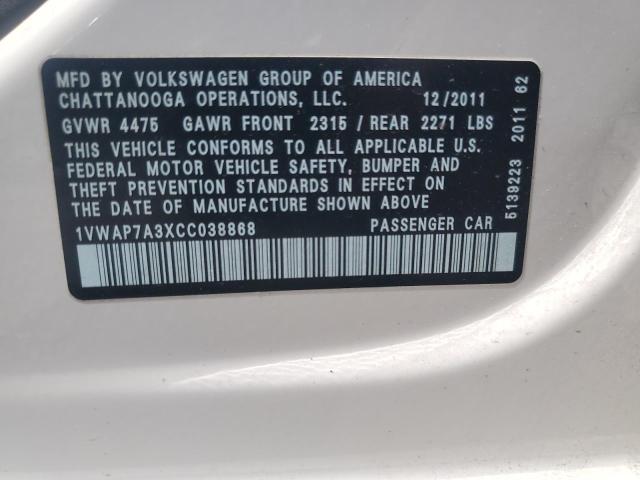 MFD BY VOLKSWAGEN GROUP OF AMERICA
CHATTANOOGA OPERATIONS, LLC. 12/2011
GVWR 4475 GAWR FRONT 2315 / REAR 2271 LBS
THIS VEHICLE CONFORMS TO ALL APPLICABLE U.S.
FEDERAL MOTOR VEHICLE SAFETY, BUMPER AND
THEFT PREVENTION STANDARDS IN EFFECT ON
THE DATE OF MANUFACTURE SHOWN ABOVE
1VWAP7A3XCC038868 PASSENGER CAR
5139223 2011 62